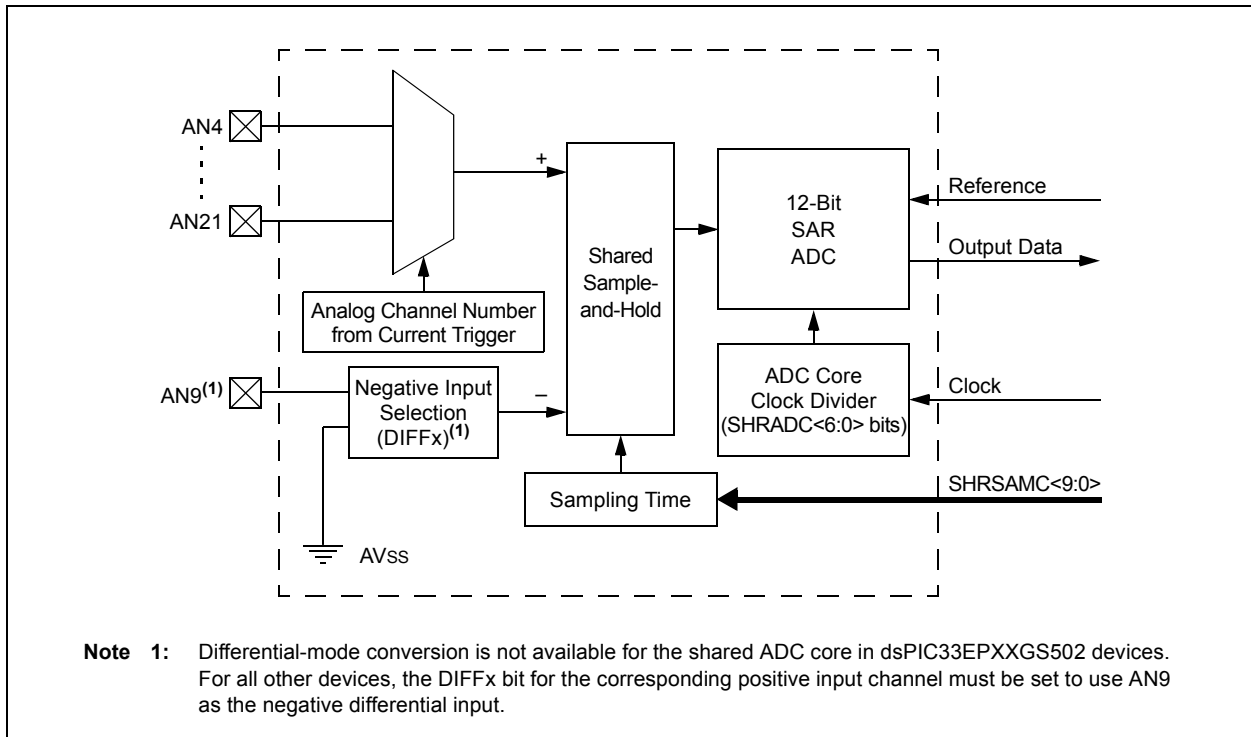 AN4
AN21
+
Analog Channel Number
from Current Trigger
AN9(1)
Negative Input
Selection
(DIFFx)(1)
–
AVSS
Shared
Sample-
and-Hold
Sampling Time
12-Bit
SAR
ADC
ADC Core
Clock Divider
(SHRADC<6:0> bits)
Reference
Output Data
Clock
SHRSAMC<9:0>
Note 1: Differential-mode conversion is not available for the shared ADC core in dsPIC33EPXXGS502 devices.
For all other devices, the DIFFx bit for the corresponding positive input channel must be set to use AN9
as the negative differential input.